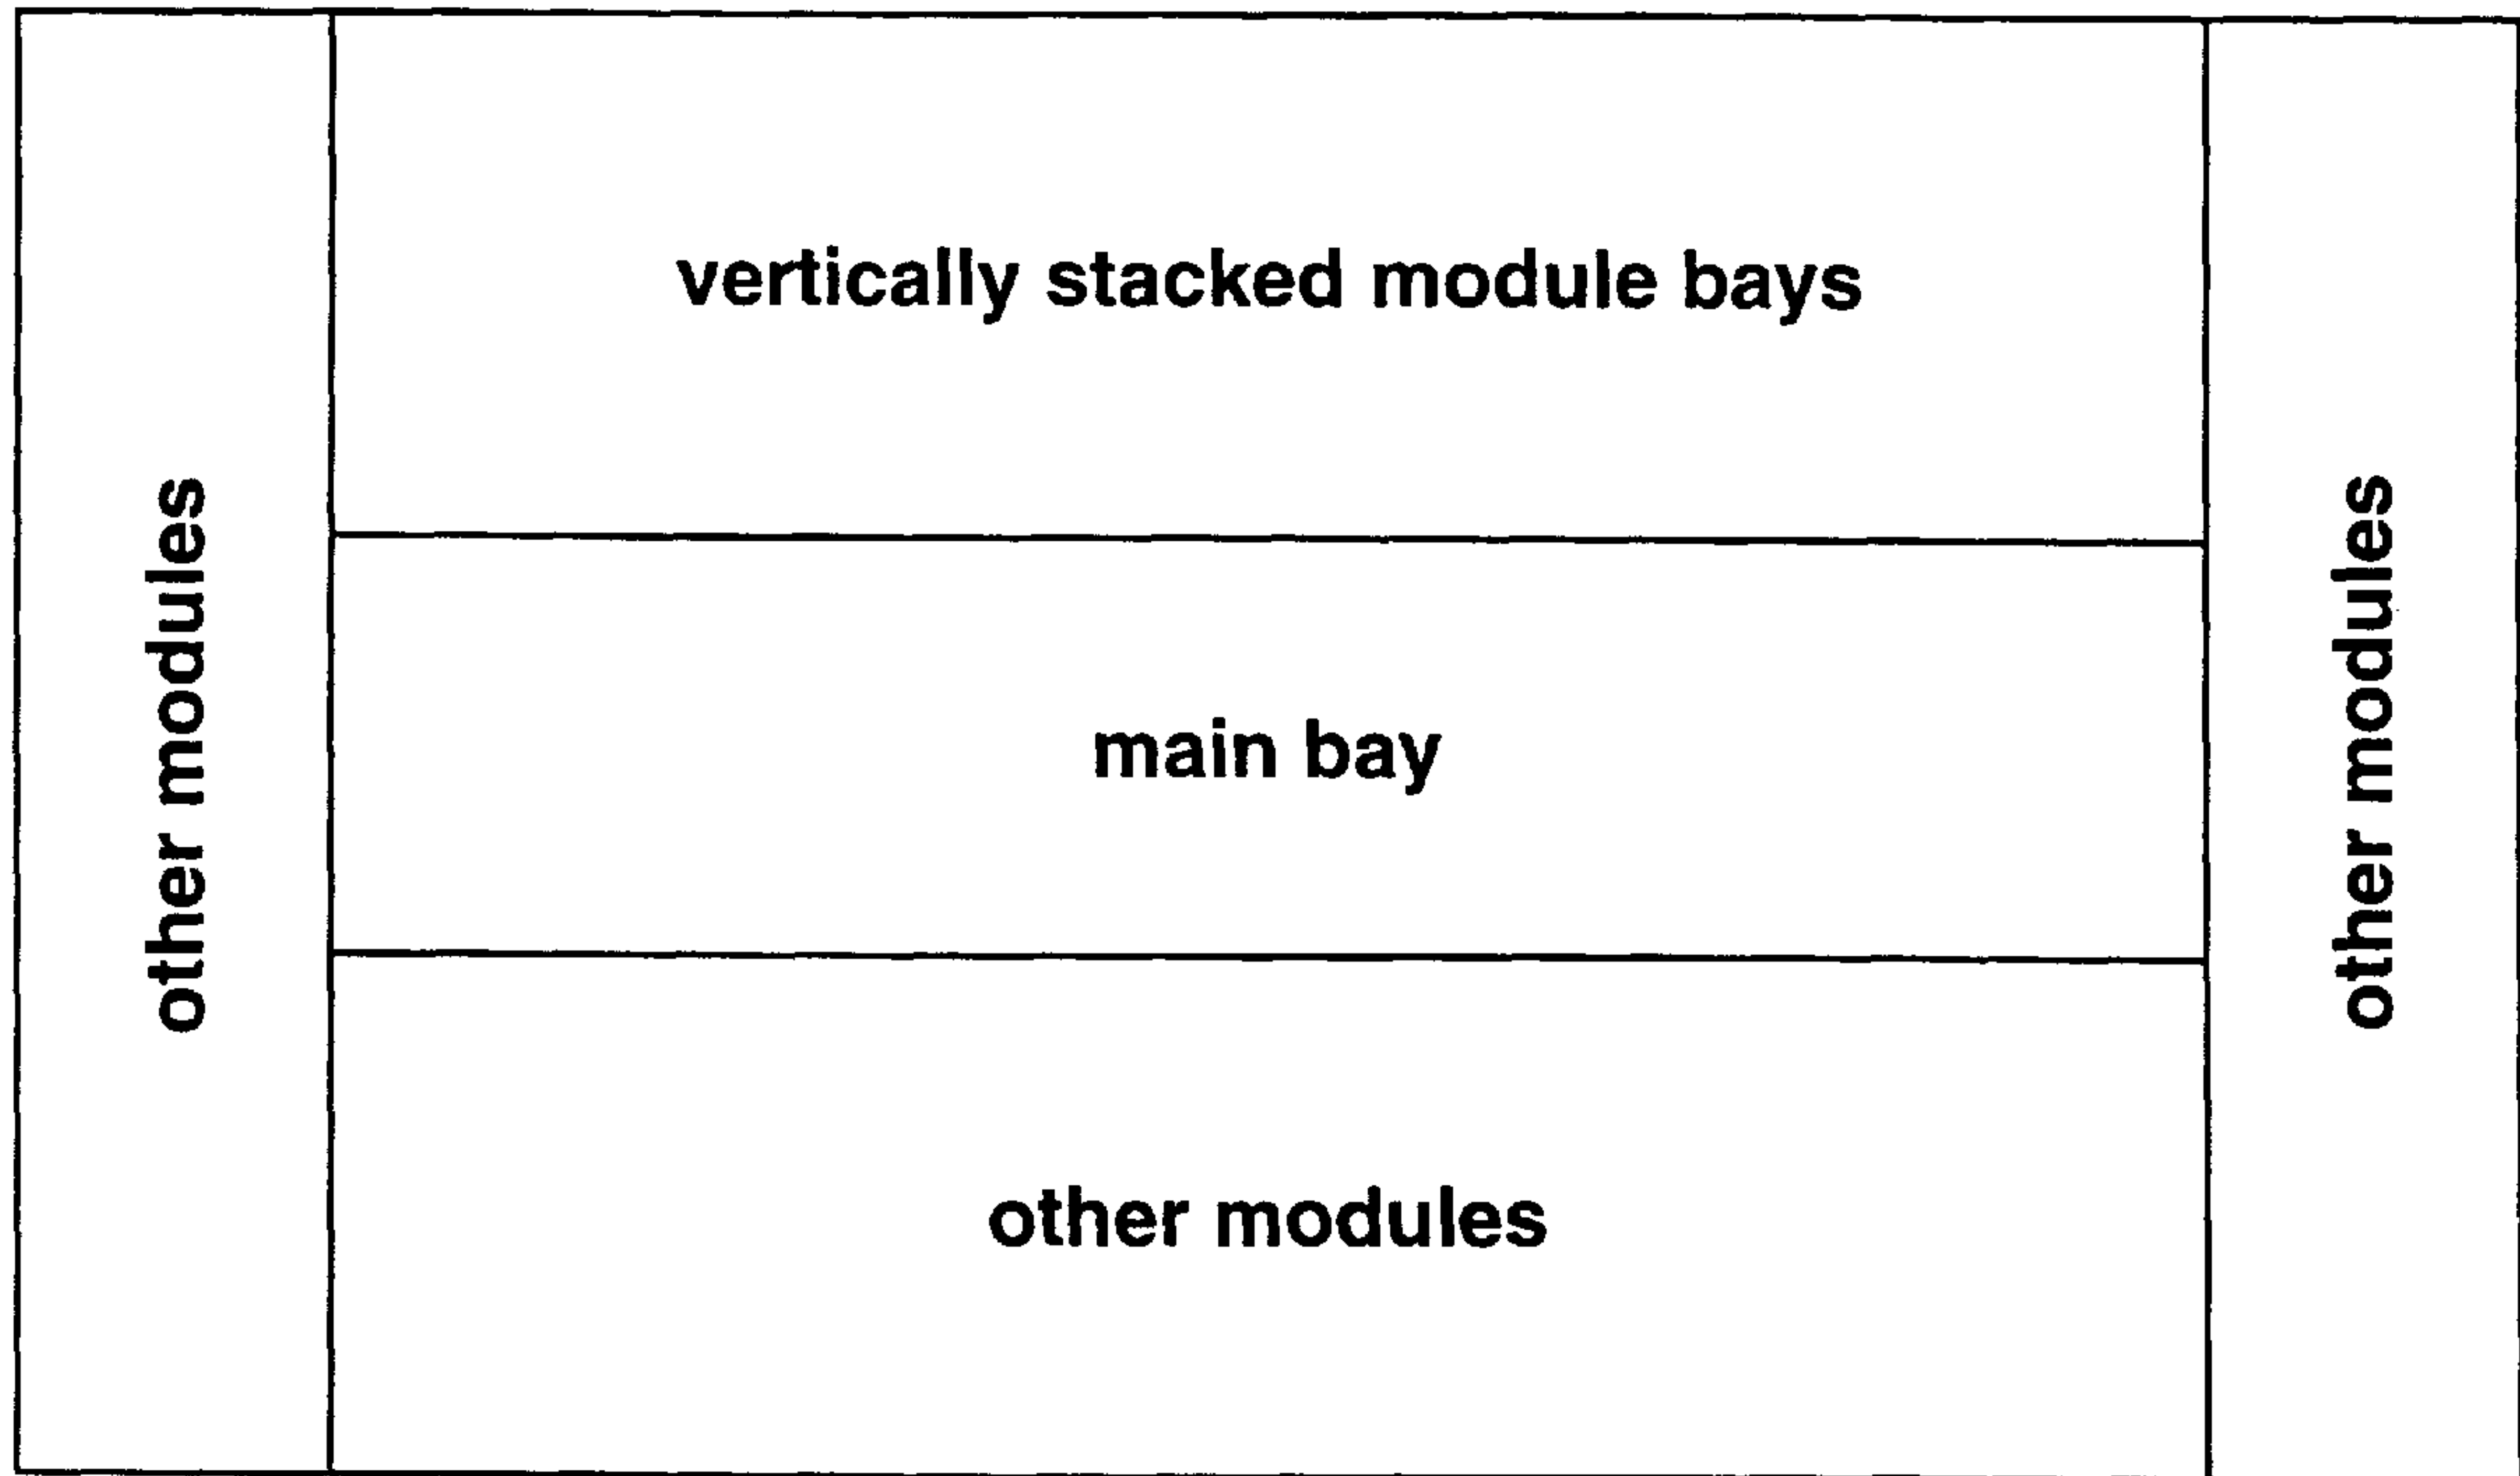 other modules
vertically stacked module bays
main bay
other modules
other modules